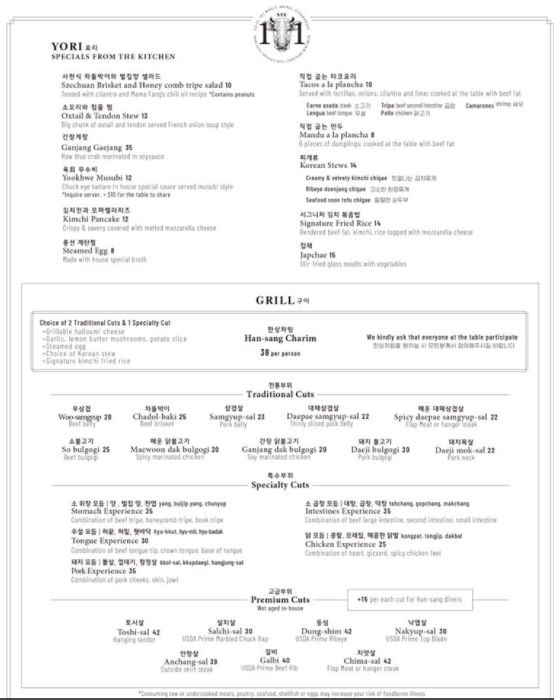 YORI 요리
SPECIALS FROM THE KITCHEN
사천식 차돌박이와 벌집양 샐러드
Szechuan Brisket and Honey comb tripe salad 10
Tossed with cilantro and Mama Fang's chili oil recipe *Contains peanuts
소꼬리와 힘줄 찜
Oxtail & Tendon Stew 13
Big chunk of oxtail and tendon served French onion soup style
간장게장
Ganjang Gaejang 35
Raw blue crab marinated in soysauce
육회 무수비
Yookhwe Musubi 12
Chuck eye tartare in house special sauce served musubi style
*Inquire server. + $10 for the table to share
김치전과 모짜렐라치즈
Kimchi Pancake 12
Crispy & savory covered with melted mozzarella cheese
풍선 계란찜
Steamed Egg 8
Made with house special broth
직접 굽는 타코요리
Tacos a la plancha 10
Served with tortillas, onions, cilantro and lime; cooked at the table with beef fat
Carne asada steak 소고기 Tripa beef second intestine 곱창 Camarones shrimp 새우
Lengua beef tongue 우설 Pollo chicken 닭고기
직접 굽는 만두
Mandu a la plancha 8
6 pieces of dumplings; cooked at the table with beef fat
찌개류
Korean Stews 14
Creamy & velvety kimchi chigae 맛끝나는 김치찌개
Ribeye doenjang chigae 고소한 된장찌개
Seafood soon tofu chigae 칼칼한 순두부
시그니처 김치 볶음밥
Signature Fried Rice 14
Rendered beef fat, kimchi, rice topped with mozzarella cheese
잡채
Japchae 15
Stir-fried glass noodls with vegetables
GRILL 구이
Choice of 2 Traditional Cuts & 1 Specialty Cut
+Grillable halloumi cheese
+Garlic, lemon butter mushrooms, potato slice
+Steamed egg
+Choice of Korean stew
+Signature kimchi fried rice
한상차림
Han-sang Charim
38 per person
We kindly ask that everyone at the table participate
한상차림을 원하실 시 모든분께서 참여해주시길 바랍니다
전통부위
Traditional Cuts
우삼겹
Woo-samgup 20
Beef belly
차돌박이
Chadol-baki 25
Beef brisket
삼겹살
Samgyup-sal 23
Pork belly
대패삼겹살
Daepae samgyup-sal 22
Thinly sliced pork belly
매운 대패삼겹살
Spicy daepae samgyup-sal 22
Flap Meat or hanger steak
소불고기
So bulgogi 25
Beef bulgogi
매운 닭불고기
Maewoon dak bulgogi 20
Spicy marinated chicken
간장 닭불고기
Ganjang dak bulgogi 20
Soy marinated chicken
돼지 불고기
Daeji bulgogi 20
Pork bulgogi
돼지목살
Daeji mok-sal 22
Pork neck
특수부위
Specialty Cuts
소 위장 모듬 | 양, 벌집 양, 천엽 yang, buljip yang, chunyup
Stomach Experience 35
Combination of beef tripe, honeycomb tripe, book tripe
우설 모듬 | 혀끝, 혀밑, 혓바닥 hyu-kkut, hyu-mit, hyu-badak
Tongue Experience 30
Combination of beef tongue tip, crown tongue, base of tongue
돼지 모듬 | 볼살, 껍데기, 항정살 bbol-sal, kkupdaegi, hangjung-sal
Pork Experience 35
Combination of pork cheeks, skin, jowl
소 곱창 모듬 | 대창, 곱창, 막창 tehchang, gopchang, makchang
Intestines Experience 35
Combination of beef large intestine, second intestine, small intestine
닭 모듬 | 콩팥, 모래집, 매콤한 닭발 kongpat, tongjip, dakbal
Chicken Experience 25
Combination of heart, gizzard, spicy chicken feet
고급부위
Premium Cuts
Wet aged in-house
+15 per each cut for Han-sang diners
토시살
Toshi-sal 42
Hanging tender
살치살
Salchi-sal 30
USDA Prime Marbled Chuck Flap
등심
Dung-shim 42
USDA Prime Ribeye
낙엽살
Nakyup-sal 30
USDA Prime Top Blade
안창살
Anchang-sal 39
Outside skirt steak
갈비
Galbi 40
USDA Prime Beef Rib
치맛살
Chima-sal 42
Flap Meat or hanger steak
*Consuming raw or undercooked meats, poultry, seafood, shellfish or eggs may increase your risk of foodborne illness